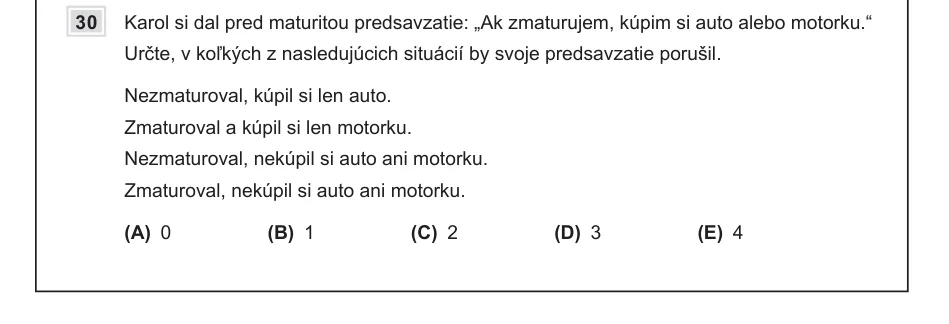 30 Karol si dal pred maturitou predsavzatie: „Ak zmaturujem, kúpim si auto alebo motorku.“
Určte, v koľkých z nasledujúcich situácií by svoje predsavzatie porušil.
Nezmaturoval, kúpil si len auto.
Zmaturoval a kúpil si len motorku.
Nezmaturoval, nekúpil si auto ani motorku.
Zmaturoval, nekúpil si auto ani motorku.
(A) 0 (B) 1 (C) 2 (D) 3 (E) 4